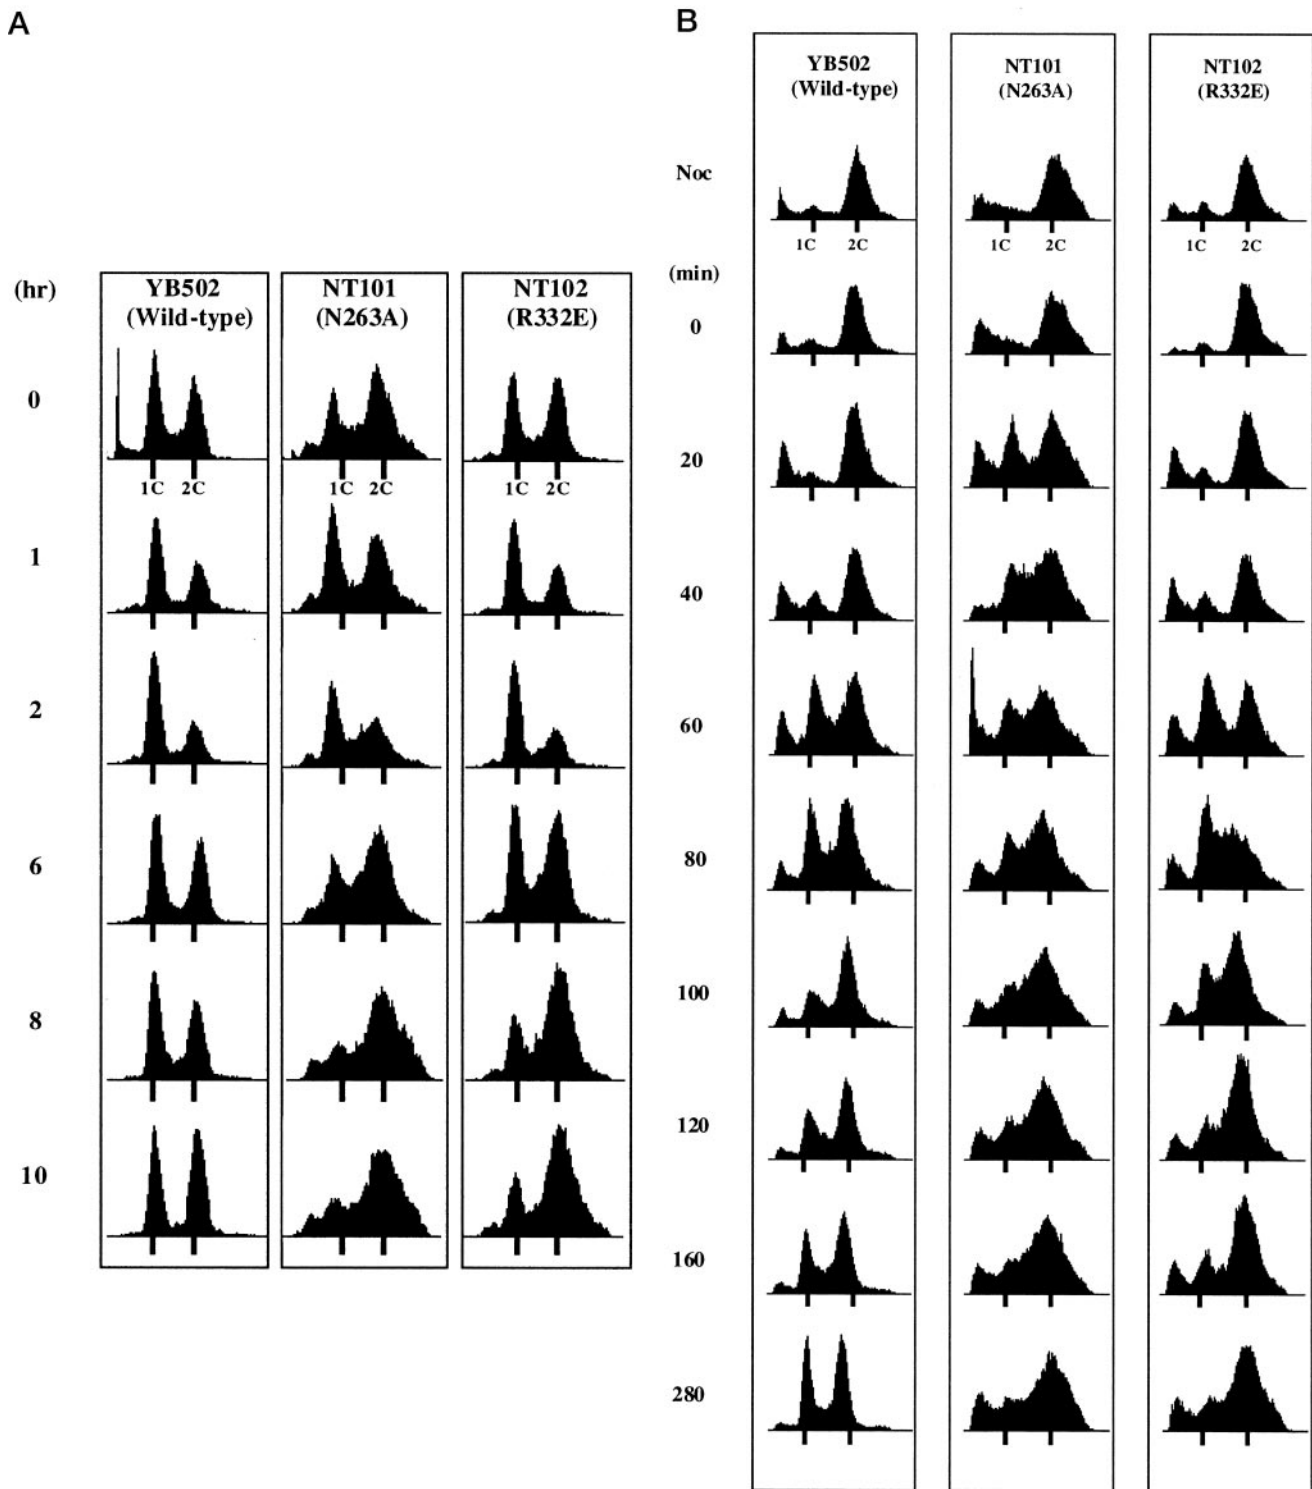 A
(hr)
YB502
(Wild-type)
NT101
(N263A)
NT102
(R332E)
0
1C 2C
1C 2C
1C 2C
1
2
6
8
10
B
YB502
(Wild-type)
NT101
(N263A)
NT102
(R332E)
Noc
1C 2C
1C 2C
1C 2C
(min)
0
20
40
60
80
100
120
160
280